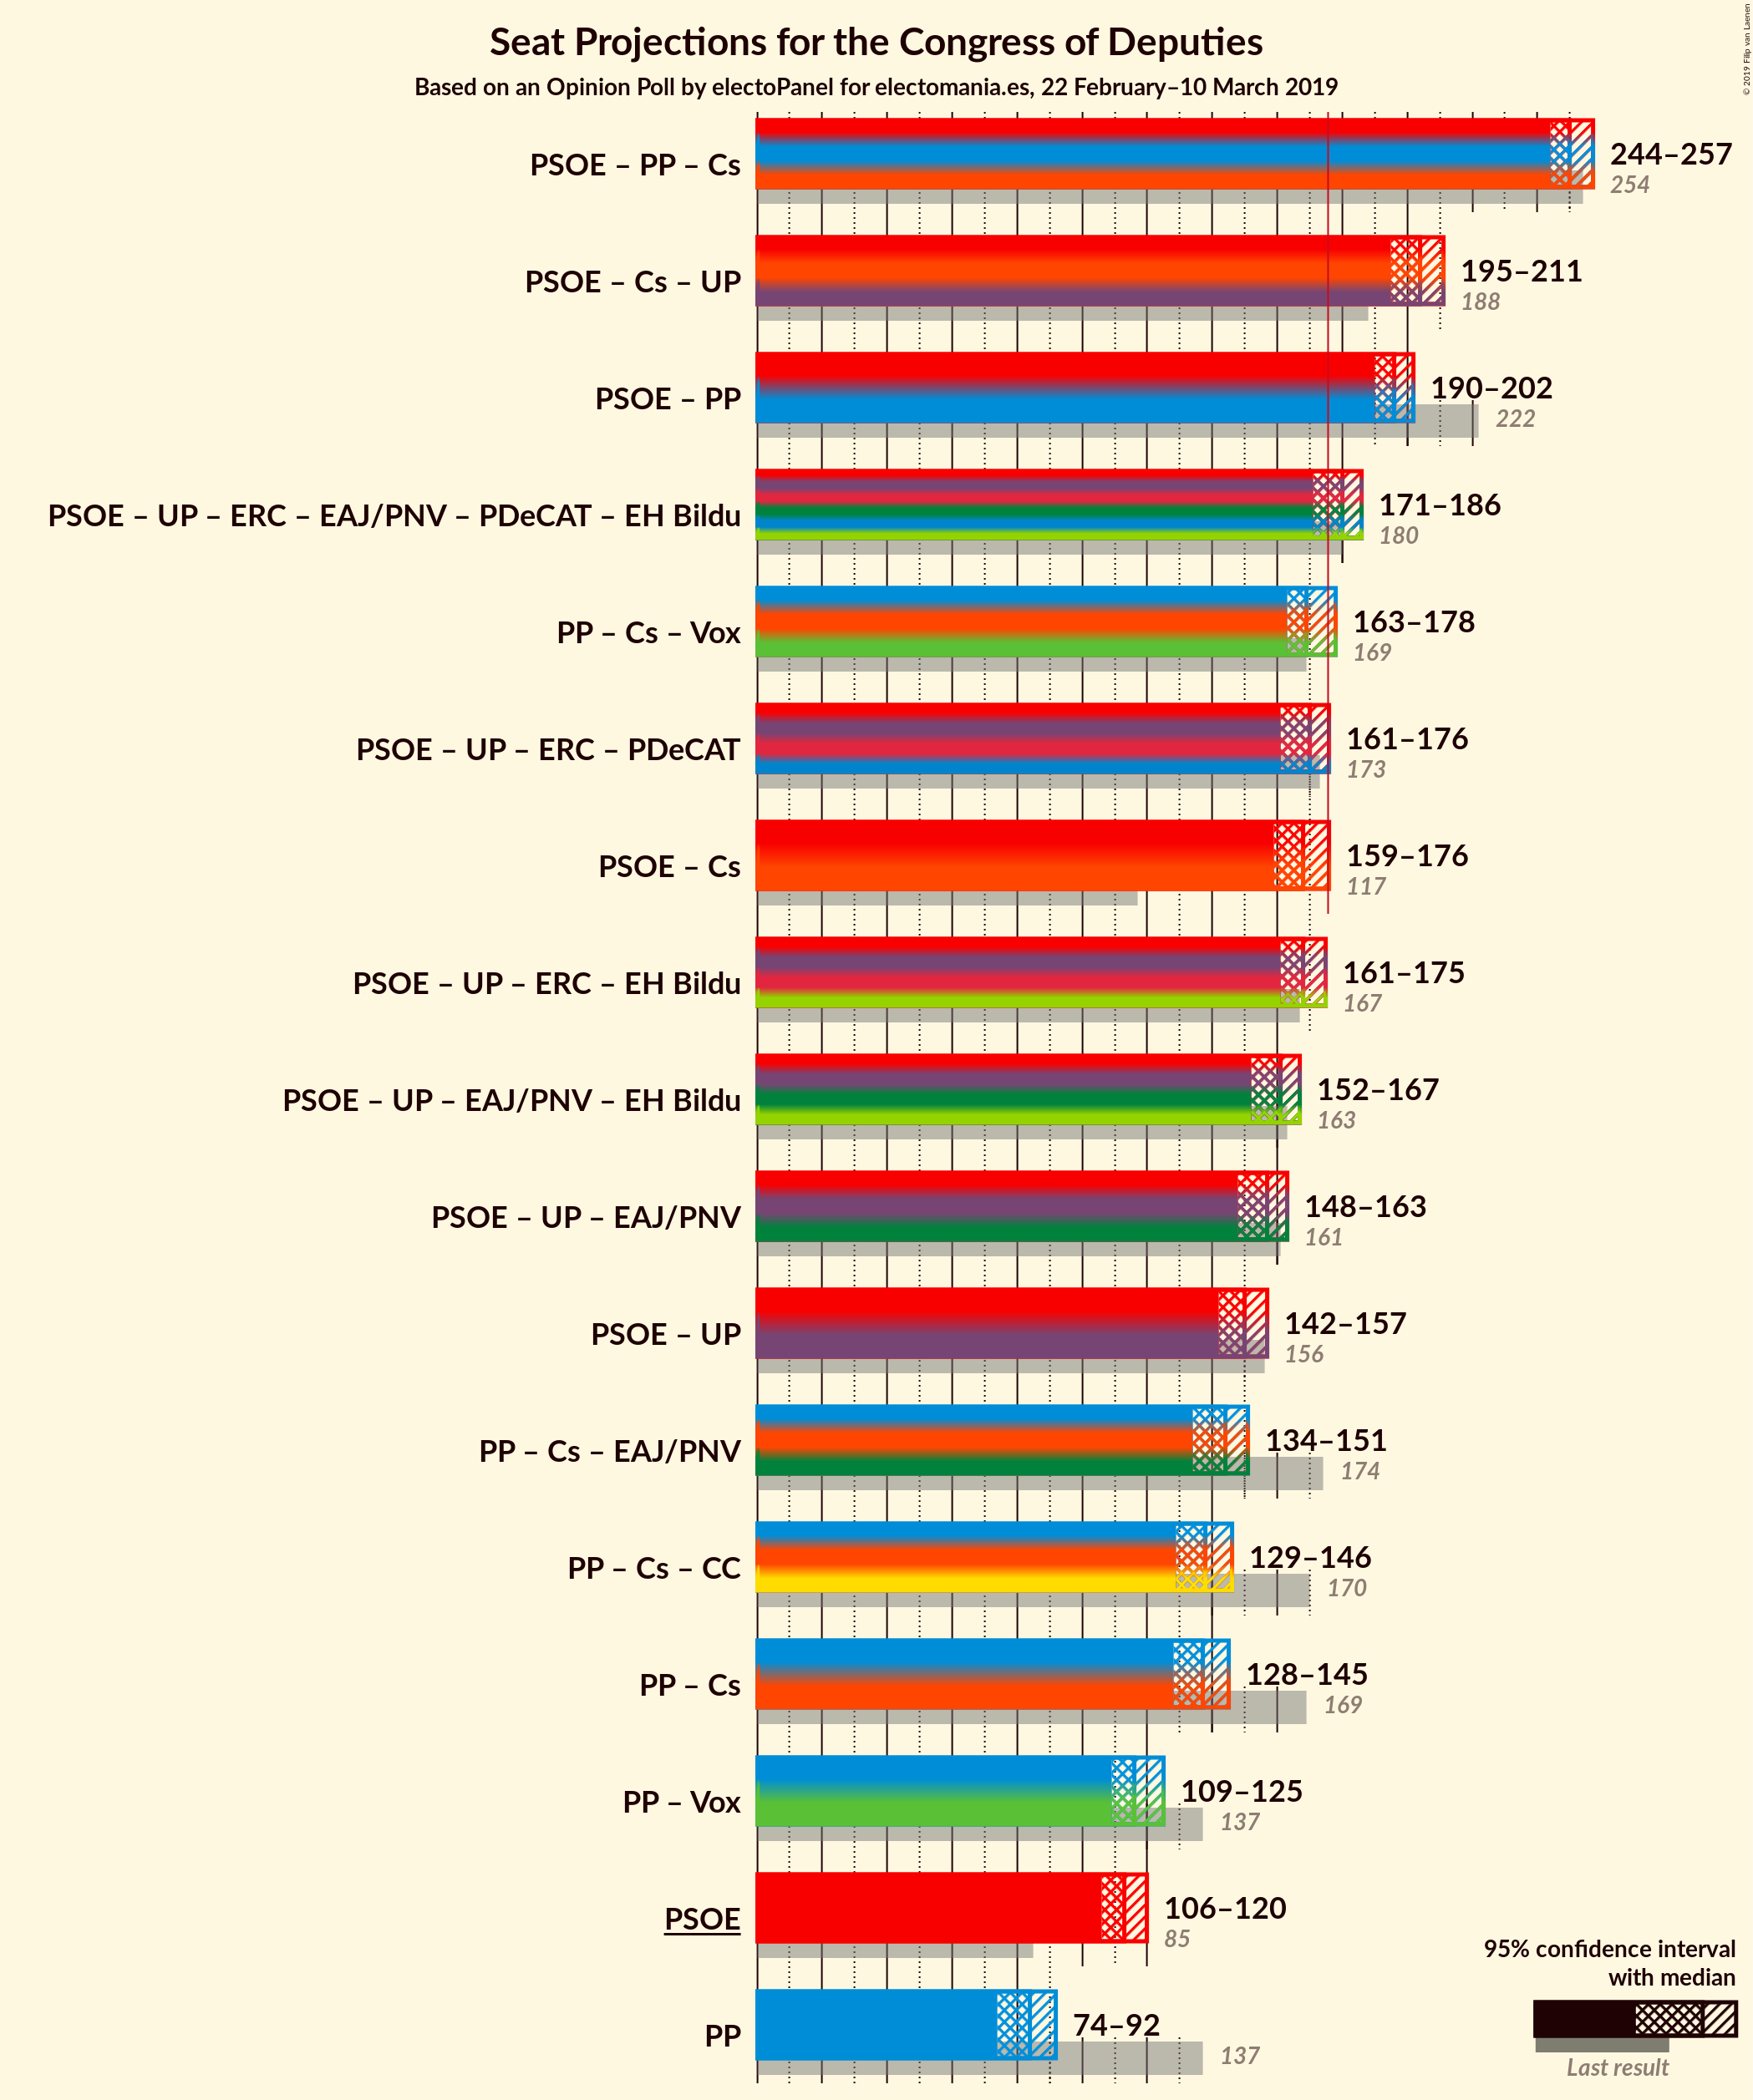 Seat Projections for the Congress of Deputies
Based on an Opinion Poll by electoPanel for electomania.es, 22 February–10 March 2019
© 2019 Filip van Laenen
PSOE – PP – Cs
244–257
254
PSOE – Cs – UP
195–211
188
PSOE – PP
190–202
222
PSOE – UP – ERC – EAJ/PNV – PDeCAT – EH Bildu
171–186
180
PP – Cs – Vox
163–178
169
PSOE – UP – ERC – PDeCAT
161–176
173
PSOE – Cs
159–176
117
PSOE – UP – ERC – EH Bildu
161–175
167
PSOE – UP – EAJ/PNV – EH Bildu
152–167
163
PSOE – UP – EAJ/PNV
148–163
161
PSOE – UP
142–157
156
PP – Cs – EAJ/PNV
134–151
174
PP – Cs – CC
129–146
170
PP – Cs
128–145
169
PP – Vox
109–125
137
PSOE
106–120
85
PP
74–92
137
95% confidence interval
with median
Last result